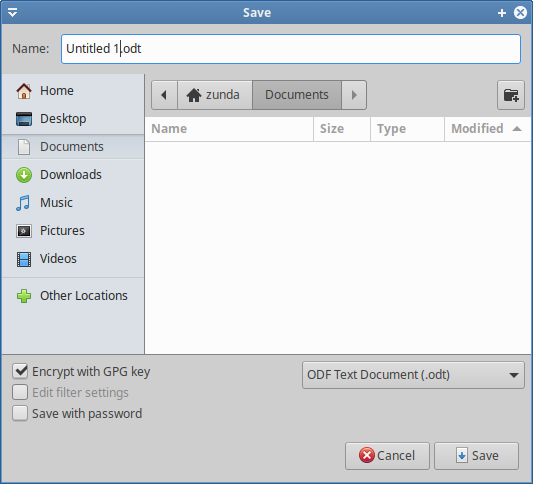 Save
Name: Untitled 1.odt
Home
Desktop
Documents
Downloads
Music
Pictures
Videos
Other Locations
zunda Documents
Name Size Type Modified
Encrypt with GPG key
Edit filter settings
Save with password
ODF Text Document (.odt)
Cancel Save